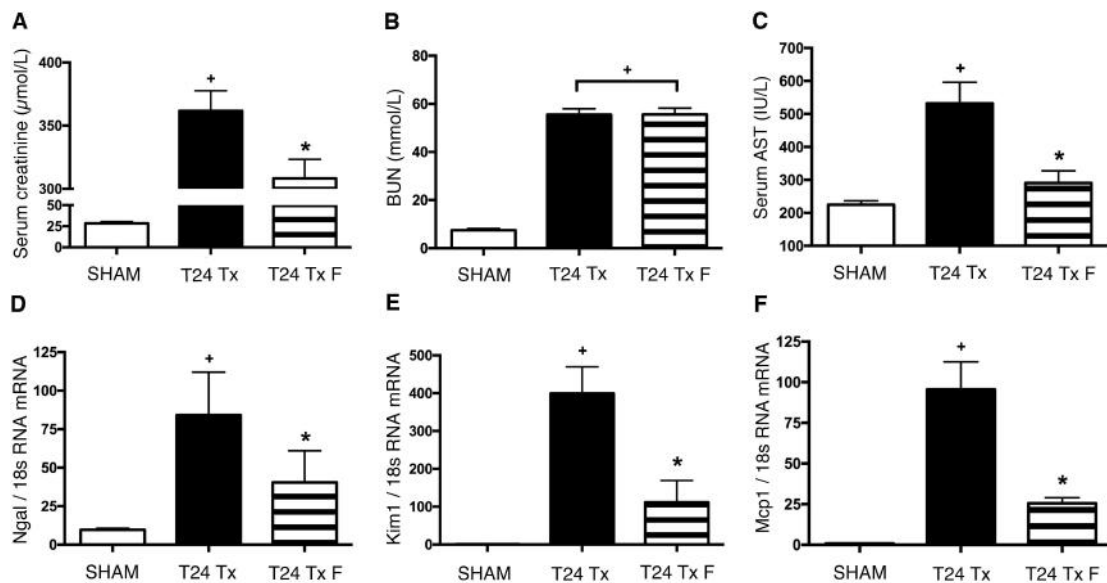 A
Serum creatinine (µmol/L)
400
350
300
50
25
0
+
*
SHAM T24 Tx T24 Tx F
B
BUN (mmol/L)
80
60
40
20
0
+
SHAM T24 Tx T24 Tx F
C
Serum AST (IU/L)
700
600
500
400
300
200
100
+
*
SHAM T24 Tx T24 Tx F
D
Ngal / 18s RNA mRNA
125
100
75
50
25
0
+
*
SHAM T24 Tx T24 Tx F
E
Kim1 / 18s RNA mRNA
500
400
300
200
100
0
+
*
SHAM T24 Tx T24 Tx F
F
Mcp1 / 18s RNA mRNA
125
100
75
50
25
0
+
*
SHAM T24 Tx T24 Tx F